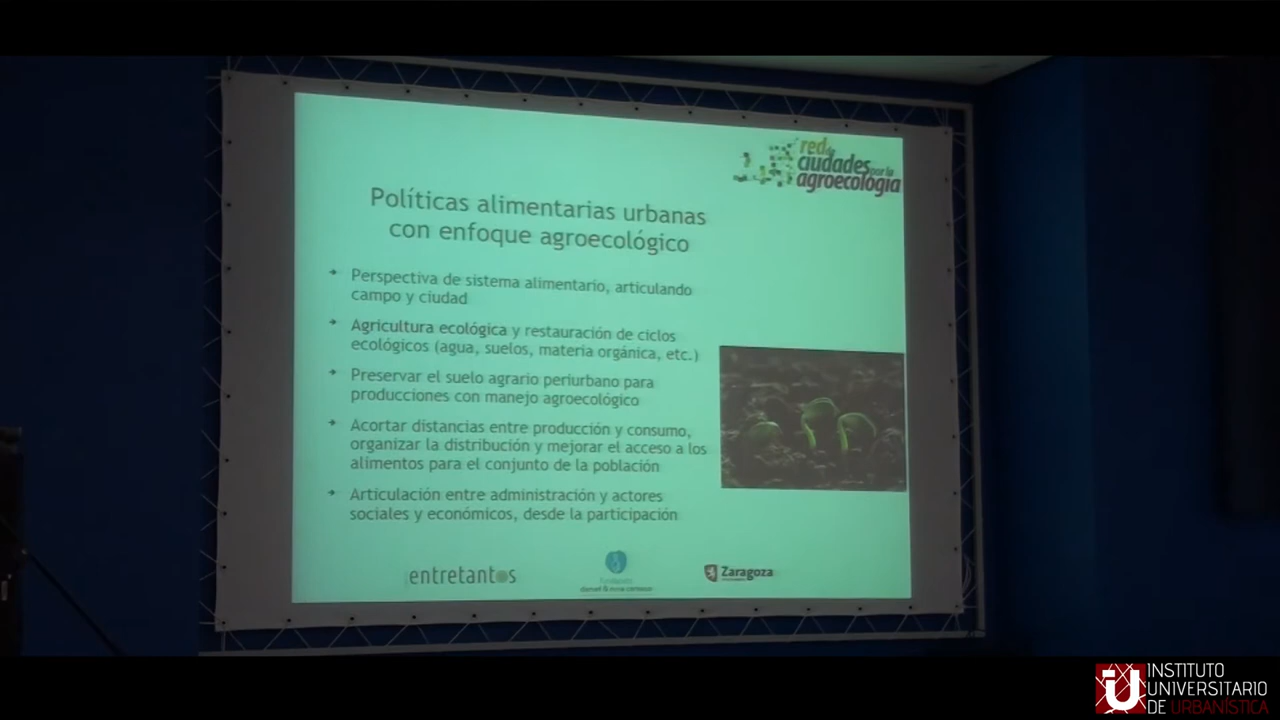 red de
ciudades por la
agroecología
Políticas alimentarias urbanas
con enfoque agroecológico
Perspectiva de sistema alimentario, articulando
campo y ciudad
Agricultura ecológica y restauración de ciclos
ecológicos (agua, suelos, materia orgánica, etc.)
Preservar el suelo agrario periurbano para
producciones con manejo agroecológico
Acortar distancias entre producción y consumo,
organizar la distribución y mejorar el acceso a los
alimentos para el conjunto de la población
Articulación entre administración y actores
sociales y económicos, desde la participación
entretantos
Zaragoza
INSTITUTO
UNIVERSITARIO
DE URBANÍSTICA